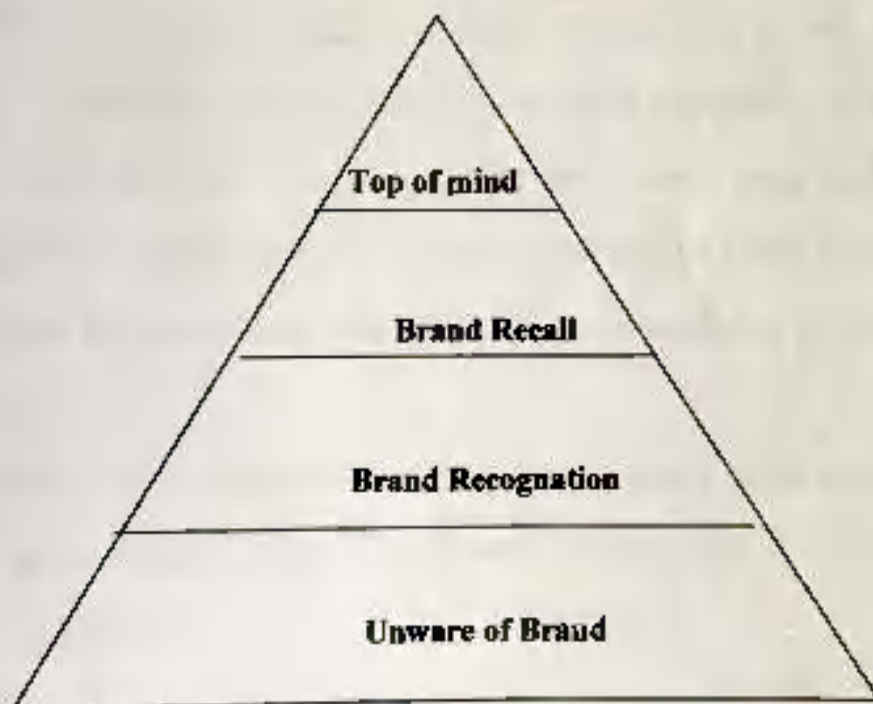 Top of mind
Brand Recall
Brand Recognation
Unware of Braud